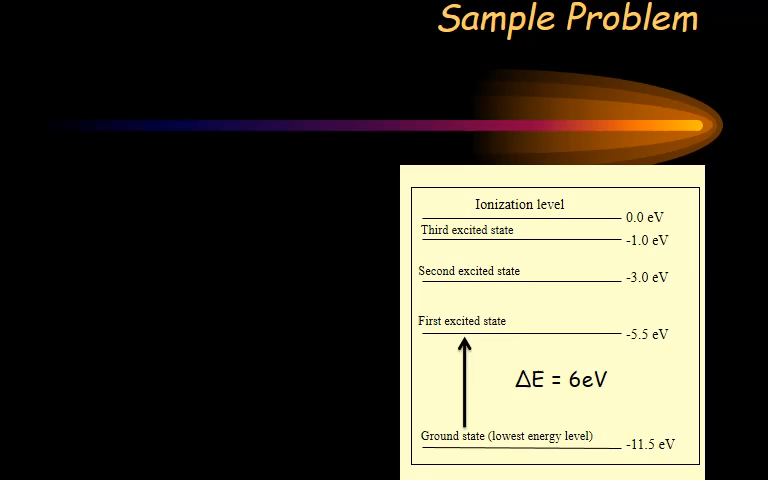 Sample Problem
Ionization level
0.0 eV
Third excited state
-1.0 eV
Second excited state
-3.0 eV
First excited state
-5.5 eV
ΔE = 6eV
Ground state (lowest energy level)
-11.5 eV